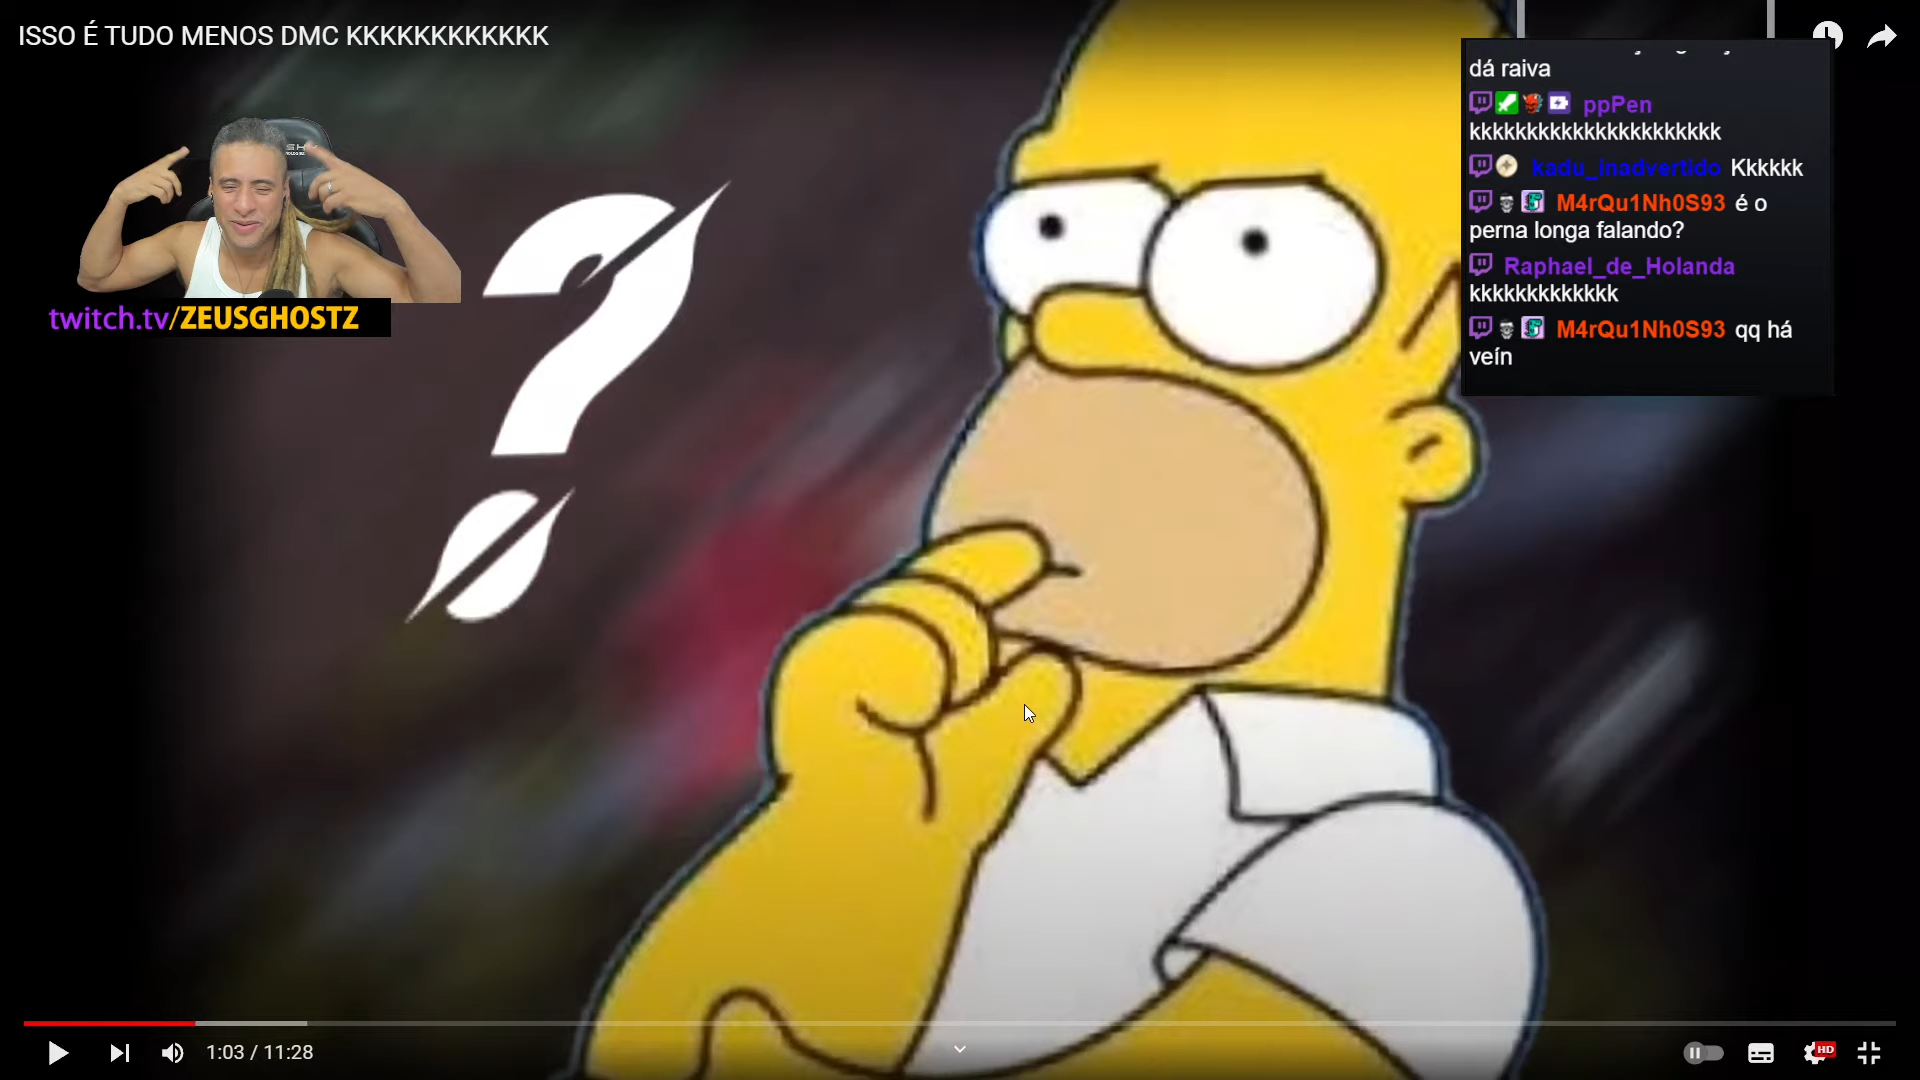 ISSO É TUDO MENOS DMC KKKKKKKKKKKK
dá raiva
ppPen
kkkkkkkkkkkkkkkkkkkkkk
kadu_inadvertido Kkkkkk
M4rQu1Nh0S93 é o
perna longa falando?
Raphael_de_Holanda
kkkkkkkkkkkkk
M4rQu1Nh0S93 qq há
veín
?
twitch.tv/ZEUSGHOSTZ
1:03 / 11:28
HD